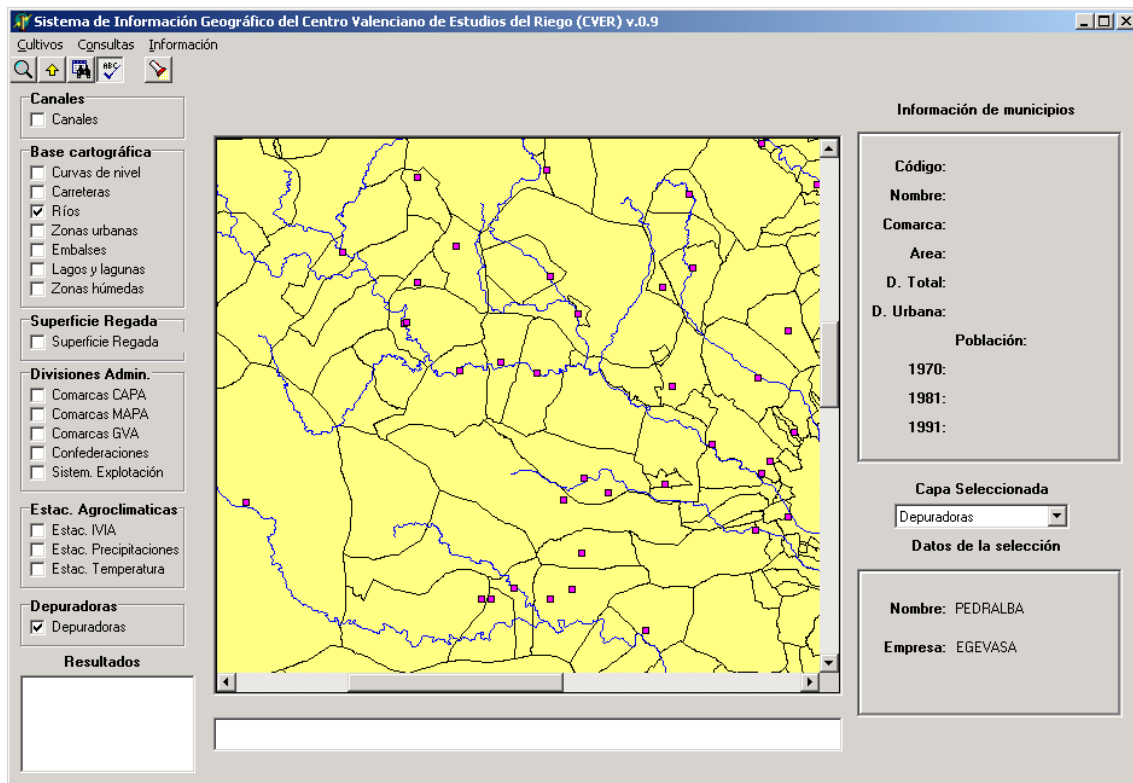 Sistema de Información Geográfico del Centro Valenciano de Estudios del Riego (CVER) v.0.9
Cultivos Consultas Información
ABC
Canales
Canales
Base cartográfica
Curvas de nivel
Carreteras
Ríos
Zonas urbanas
Embalses
Lagos y lagunas
Zonas húmedas
Superficie Regada
Superficie Regada
Divisiones Admin.
Comarcas CAPA
Comarcas MAPA
Comarcas GVA
Confederaciones
Sistem. Explotación
Estac. Agroclimaticas
Estac. IVIA
Estac. Precipitaciones
Estac. Temperatura
Depuradoras
Depuradoras
Resultados
Información de municipios
Código:
Nombre:
Comarca:
Area:
D. Total:
D. Urbana:
Población:
1970:
1981:
1991:
Capa Seleccionada
Depuradoras
Datos de la selección
Nombre: PEDRALBA
Empresa: EGEVASA